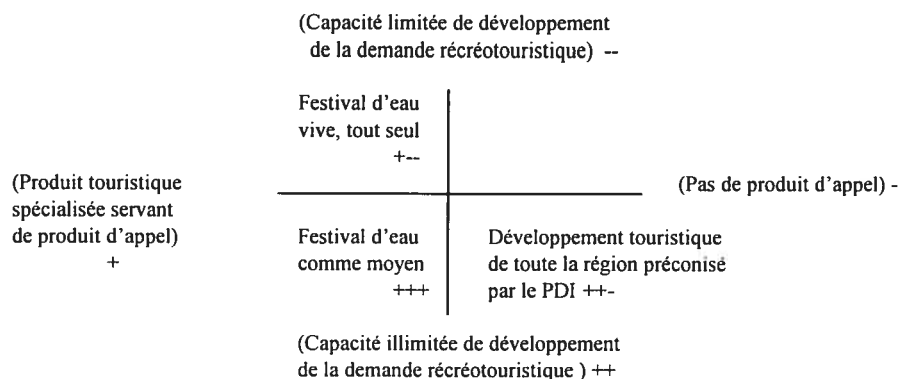 (Capacité limitée de développement
de la demande récréotouristique) --
Festival d'eau
vive, tout seul
+--
(Produit touristique
spécialisée servant
de produit d'appel)
+
(Pas de produit d'appel) -
Festival d'eau
comme moyen
+++
Développement touristique
de toute la région préconisé
par le PDI ++-
(Capacité illimitée de développement
de la demande récréotouristique ) ++